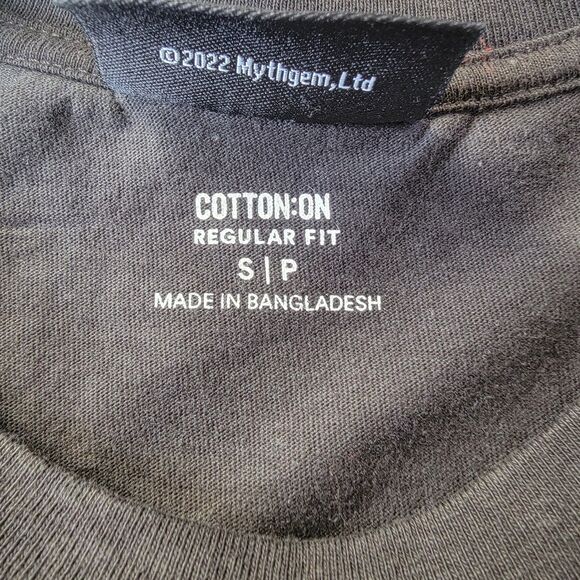 ©2022 Mythgem,Ltd
COTTON:ON
REGULAR FIT
S|P
MADE IN BANGLADESH